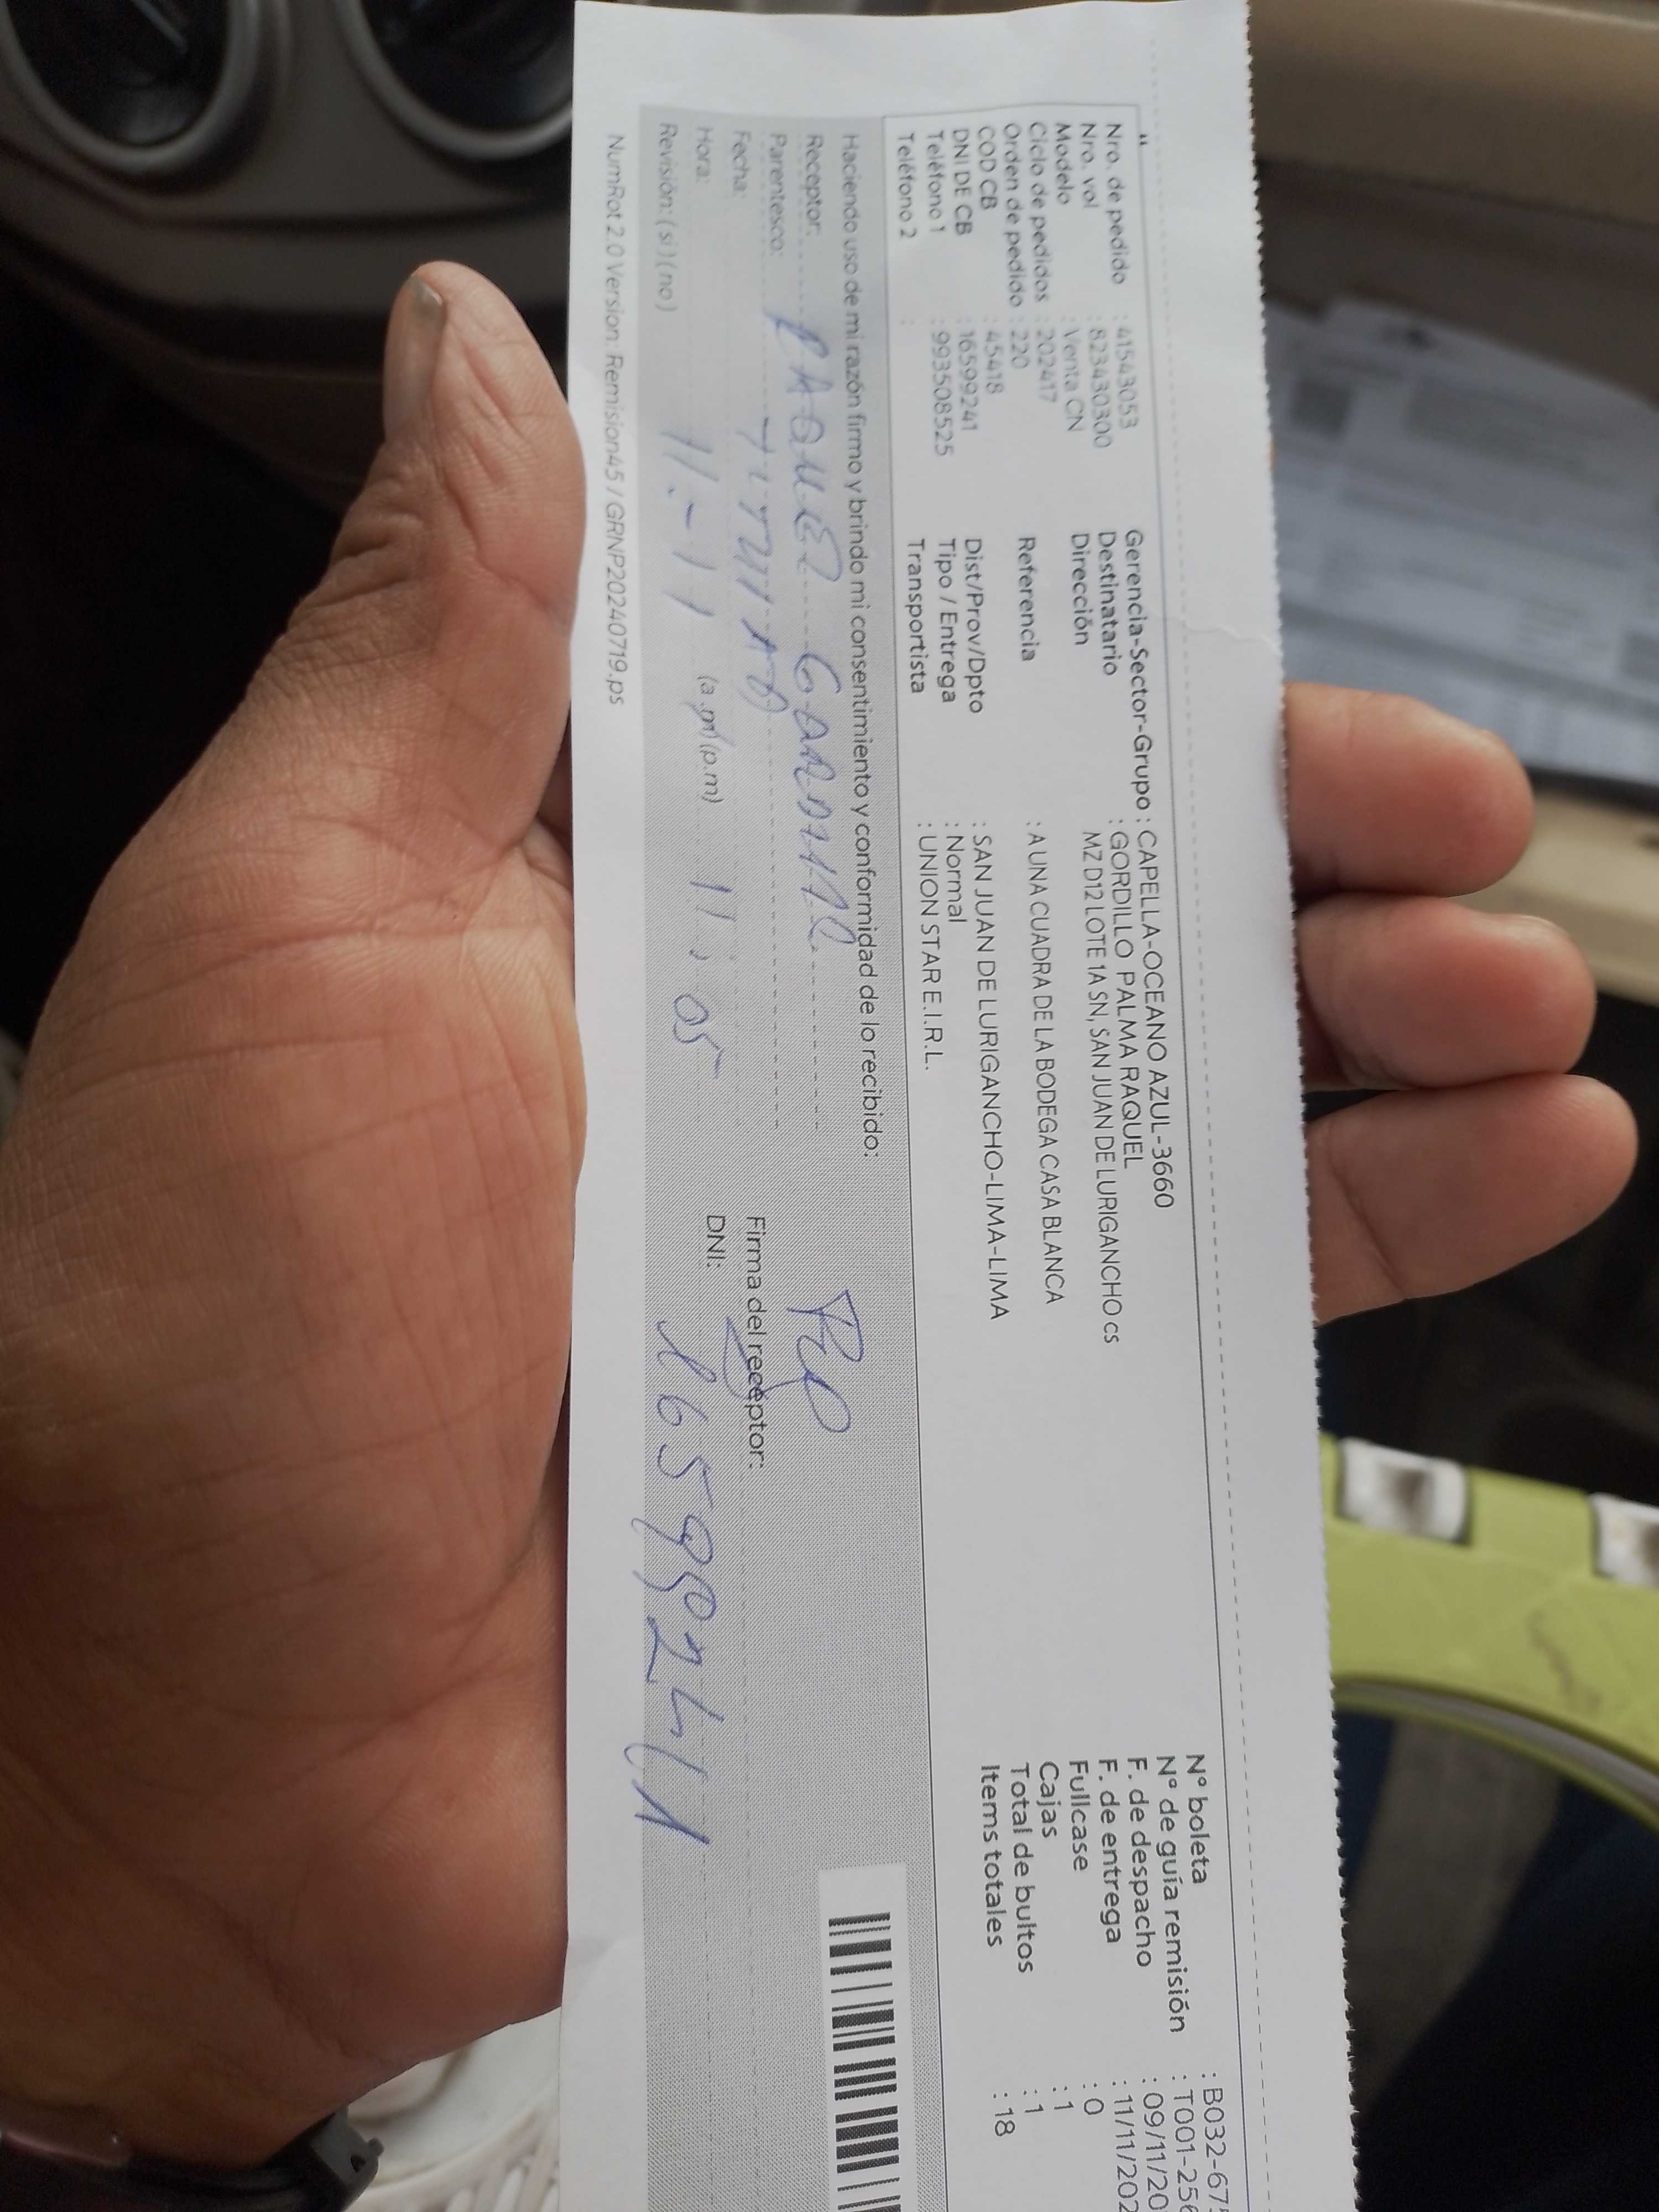 Nro. de pedido : 41543053
Nro. vol : 823430300
Modelo : Venta CN
Ciclo de pedidos : 202417
Orden de pedido : 220
COD CB : 45418
DNI DE CB : 16599241
Teléfono 1 : 993508525
Teléfono 2 :
Gerencia-Sector-Grupo : CAPELLA-OCEANO AZUL-3660
Destinatario : GORDILLO PALMA RAQUEL
Dirección MZ D12 LOTE 1A SN, SAN JUAN DE LURIGANCHO cs
Referencia : A UNA CUADRA DE LA BODEGA CASA BLANCA
Dist/Prov/Dpto : SAN JUAN DE LURIGANCHO-LIMA-LIMA
Tipo / Entrega : Normal
Transportista : UNION STAR E.I.R.L.
N° boleta : B032-675
N° de guía remisión : T001-256
F. de despacho : 09/11/20
F. de entrega : 11/11/202
Fullcase : 0
Cajas : 1
Total de bultos : 1
Items totales : 18
Haciendo uso de mi razón firmo y brindo mi consentimiento y conformidad de lo recibido:
Receptor: RAQUEL
Parentesco:
Fecha: 11-11
Hora: (a.m) (p.m) 11:05
Revisión: (si) (no)
Firma del receptor:
DNI: 16599241
NumRot 2.0 Version: Remision45 / GRNP20240719.ps